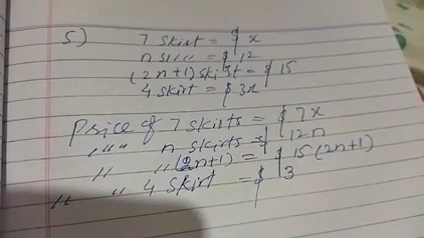 5) 7 skirt = $ x
n s",, = $ 12
(2n+1) skirt = $ 15
4 skirt = $ 3x
Price of 7 skirts = $ 7x
,, ,, n skirts = $ 12n
,, ,, (2n+1) = $ 15(2n+1)
,, ,, 4 skirt = $ 3